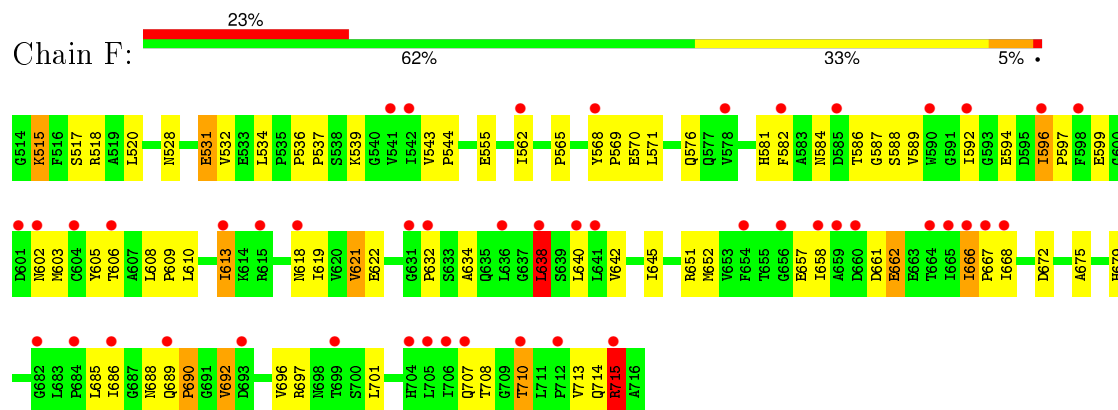 23%
Chain F:
62% 33% 5% •
G514 K515 F516 S517 R518 A519 L520 N528 E531 V532 E533 L534 P535 P536 P537 S538 K539 G540 V541 I542 V543 P544 E555 I562 P565 Y568 P569 E570 L571 Q576 Q577 V578 H581 F582 A583 N584 D585 T586 G587 S588 V589 W590 G591 I592 G593 E594 D595 I596 P597 F598 E599 G600
D601 N602 M603 C604 Y605 T606 A607 L608 P609 L610 I613 K614 R615 N618 I619 V620 V621 E622 G631 P632 S633 A634 Q635 L636 G637 L638 S639 L640 L641 V642 I645 R651 M652 V653 F654 T655 G656 E657 I658 A659 D660 D661 E662 E663 T664 I665 I666 P667 I668 D672 A675 H679
G682 L683 P684 L685 I686 G687 N688 Q689 P690 G691 V692 D693 V696 R697 N698 T699 S700 L701 H704 L705 I706 Q707 T708 G709 T710 L711 P712 V713 Q714 R715 A716